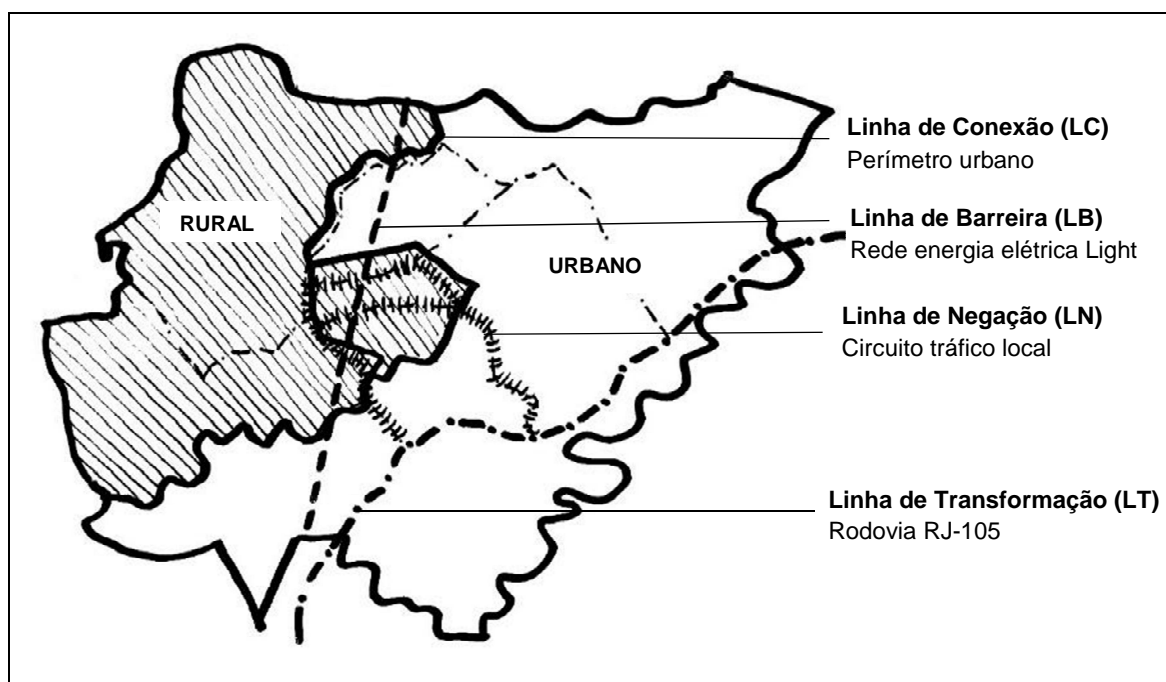 Linha de Conexão (LC)
Perímetro urbano
RURAL
Linha de Barreira (LB)
Rede energia elétrica Light
URBANO
Linha de Negação (LN)
Circuito tráfico local
Linha de Transformação (LT)
Rodovia RJ-105